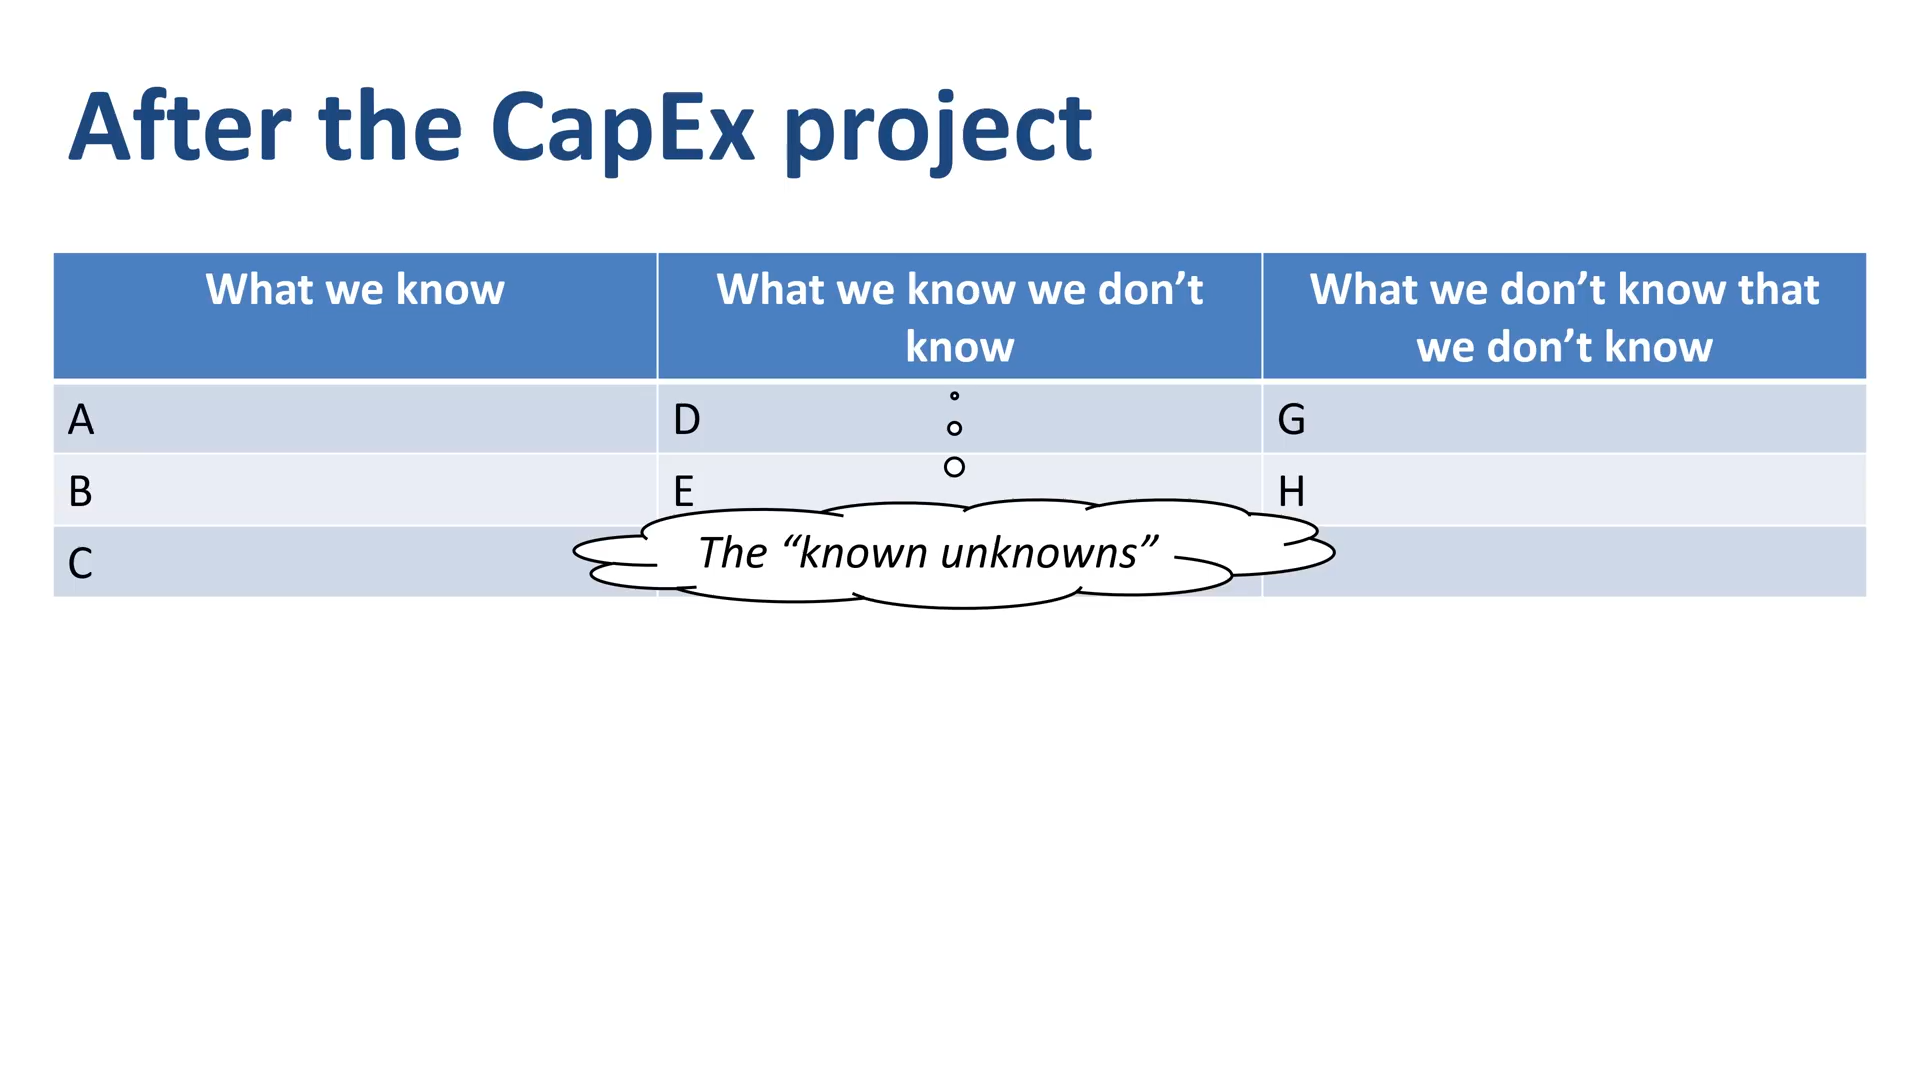 After the CapEx project
What we know
What we know we don’t
know
What we don’t know that
we don’t know
A
D
G
B
E
H
C
The “known unknowns”